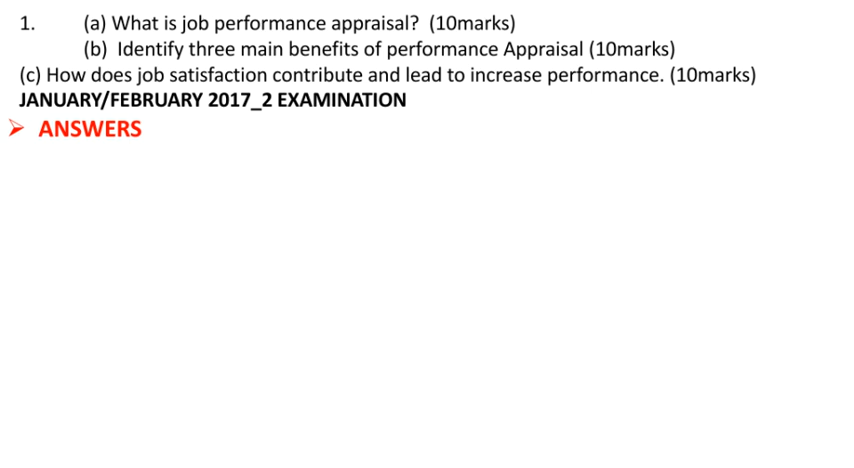 1. (a) What is job performance appraisal? (10marks)
(b) Identify three main benefits of performance Appraisal (10marks)
(c) How does job satisfaction contribute and lead to increase performance. (10marks)
JANUARY/FEBRUARY 2017_2 EXAMINATION
➢ ANSWERS